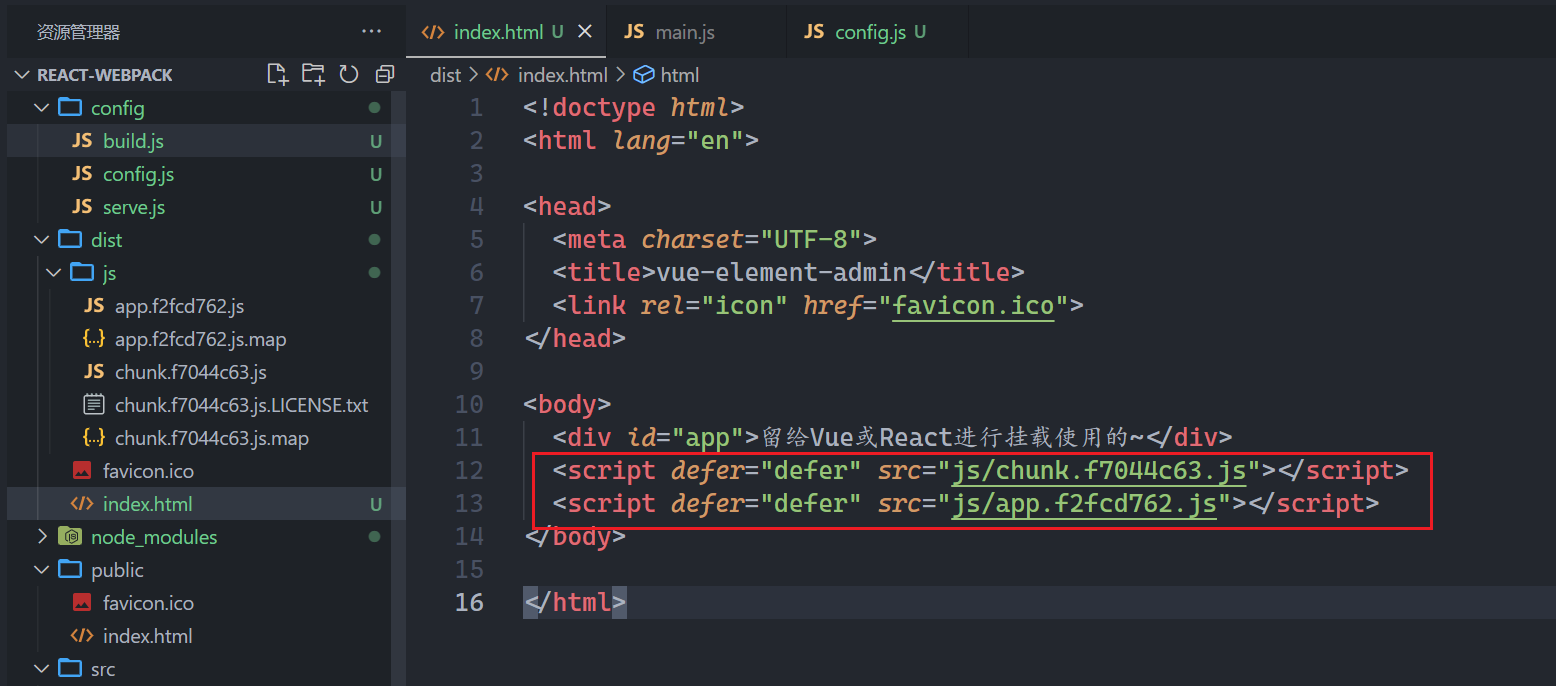 资源管理器 ···
REACT-WEBPACK
config
JS build.js U
JS config.js U
JS serve.js U
dist
js
JS app.f2fcd762.js
{..} app.f2fcd762.js.map
JS chunk.f7044c63.js
chunk.f7044c63.js.LICENSE.txt
{..} chunk.f7044c63.js.map
favicon.ico
<> index.html U
node_modules
public
favicon.ico
<> index.html
src
<> index.html U × JS main.js JS config.js U
dist > <> index.html > html
1 <!doctype html>
2 <html lang="en">
3
4 <head>
5 <meta charset="UTF-8">
6 <title>vue-element-admin</title>
7 <link rel="icon" href="favicon.ico">
8 </head>
9
10 <body>
11 <div id="app">留给Vue或React进行挂载使用的~</div>
12 <script defer="defer" src="js/chunk.f7044c63.js"></script>
13 <script defer="defer" src="js/app.f2fcd762.js"></script>
14 </body>
15
16 </html>